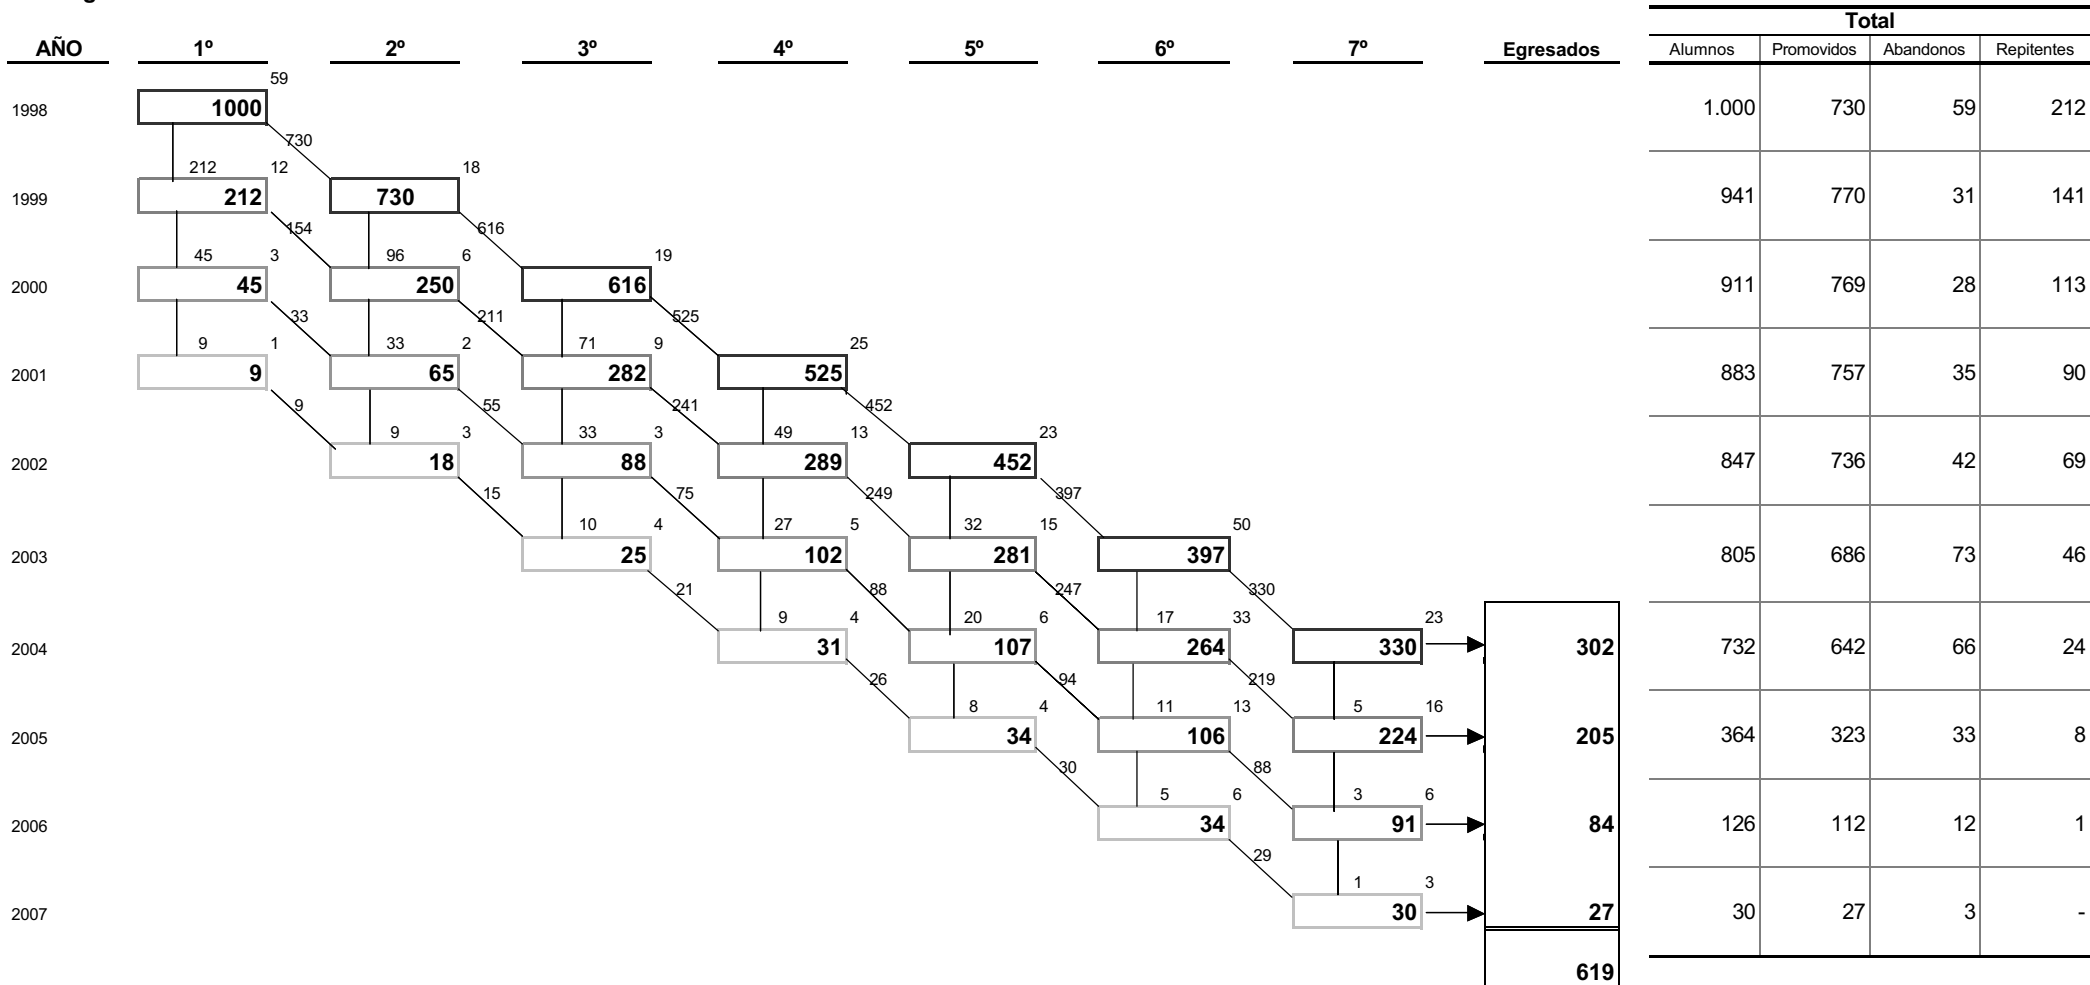 Total
AÑO 1º 2º 3º 4º 5º 6º 7º Egresados Alumnos Promovidos Abandonos Repitentes
59
1998 1000 1.000 730 59 212
730
212 12 18
1999 212 730 941 770 31 141
154 616
45 3 96 6 19
2000 45 250 616 911 769 28 113
33 211 525
9 1 33 2 71 9 25
2001 9 65 282 525 883 757 35 90
9 55 241 452
9 3 33 3 49 13 23
2002 18 88 289 452 847 736 42 69
15 75 249 397
10 4 27 5 32 15 50
2003 25 102 281 397 805 686 73 46
21 88 247 330
9 4 20 6 17 33 23
2004 31 107 264 330 302 732 642 66 24
26 94 219
8 4 11 13 5 16
2005 34 106 224 205 364 323 33 8
30 88
5 6 3 6
2006 34 91 84 126 112 12 1
29
1 3
2007 30 27 30 27 3 -
619